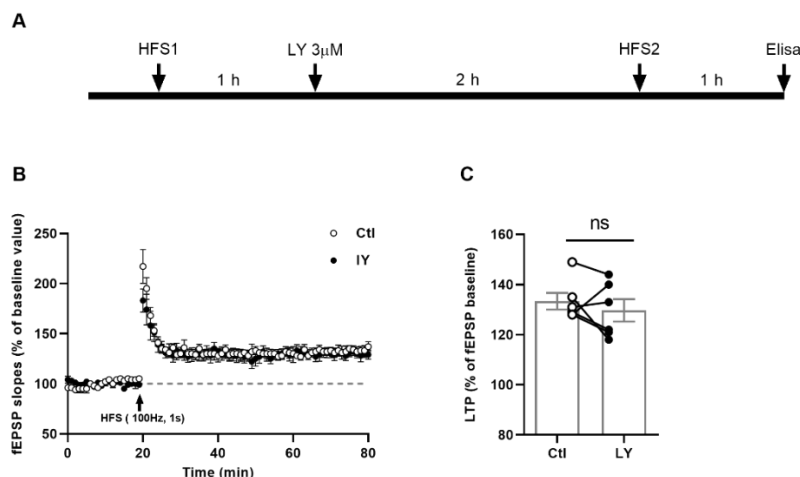 A
HFS1
LY 3μM
HFS2
Elisa
1 h
2 h
1 h
B
C
fEPSP slopes (% of baseline value)
250
200
150
100
50
Ctl
lY
HFS ( 100Hz, 1s)
0
20
40
60
80
Time (min)
LTP (% of fEPSP baseline)
160
140
120
100
80
ns
Ctl
LY